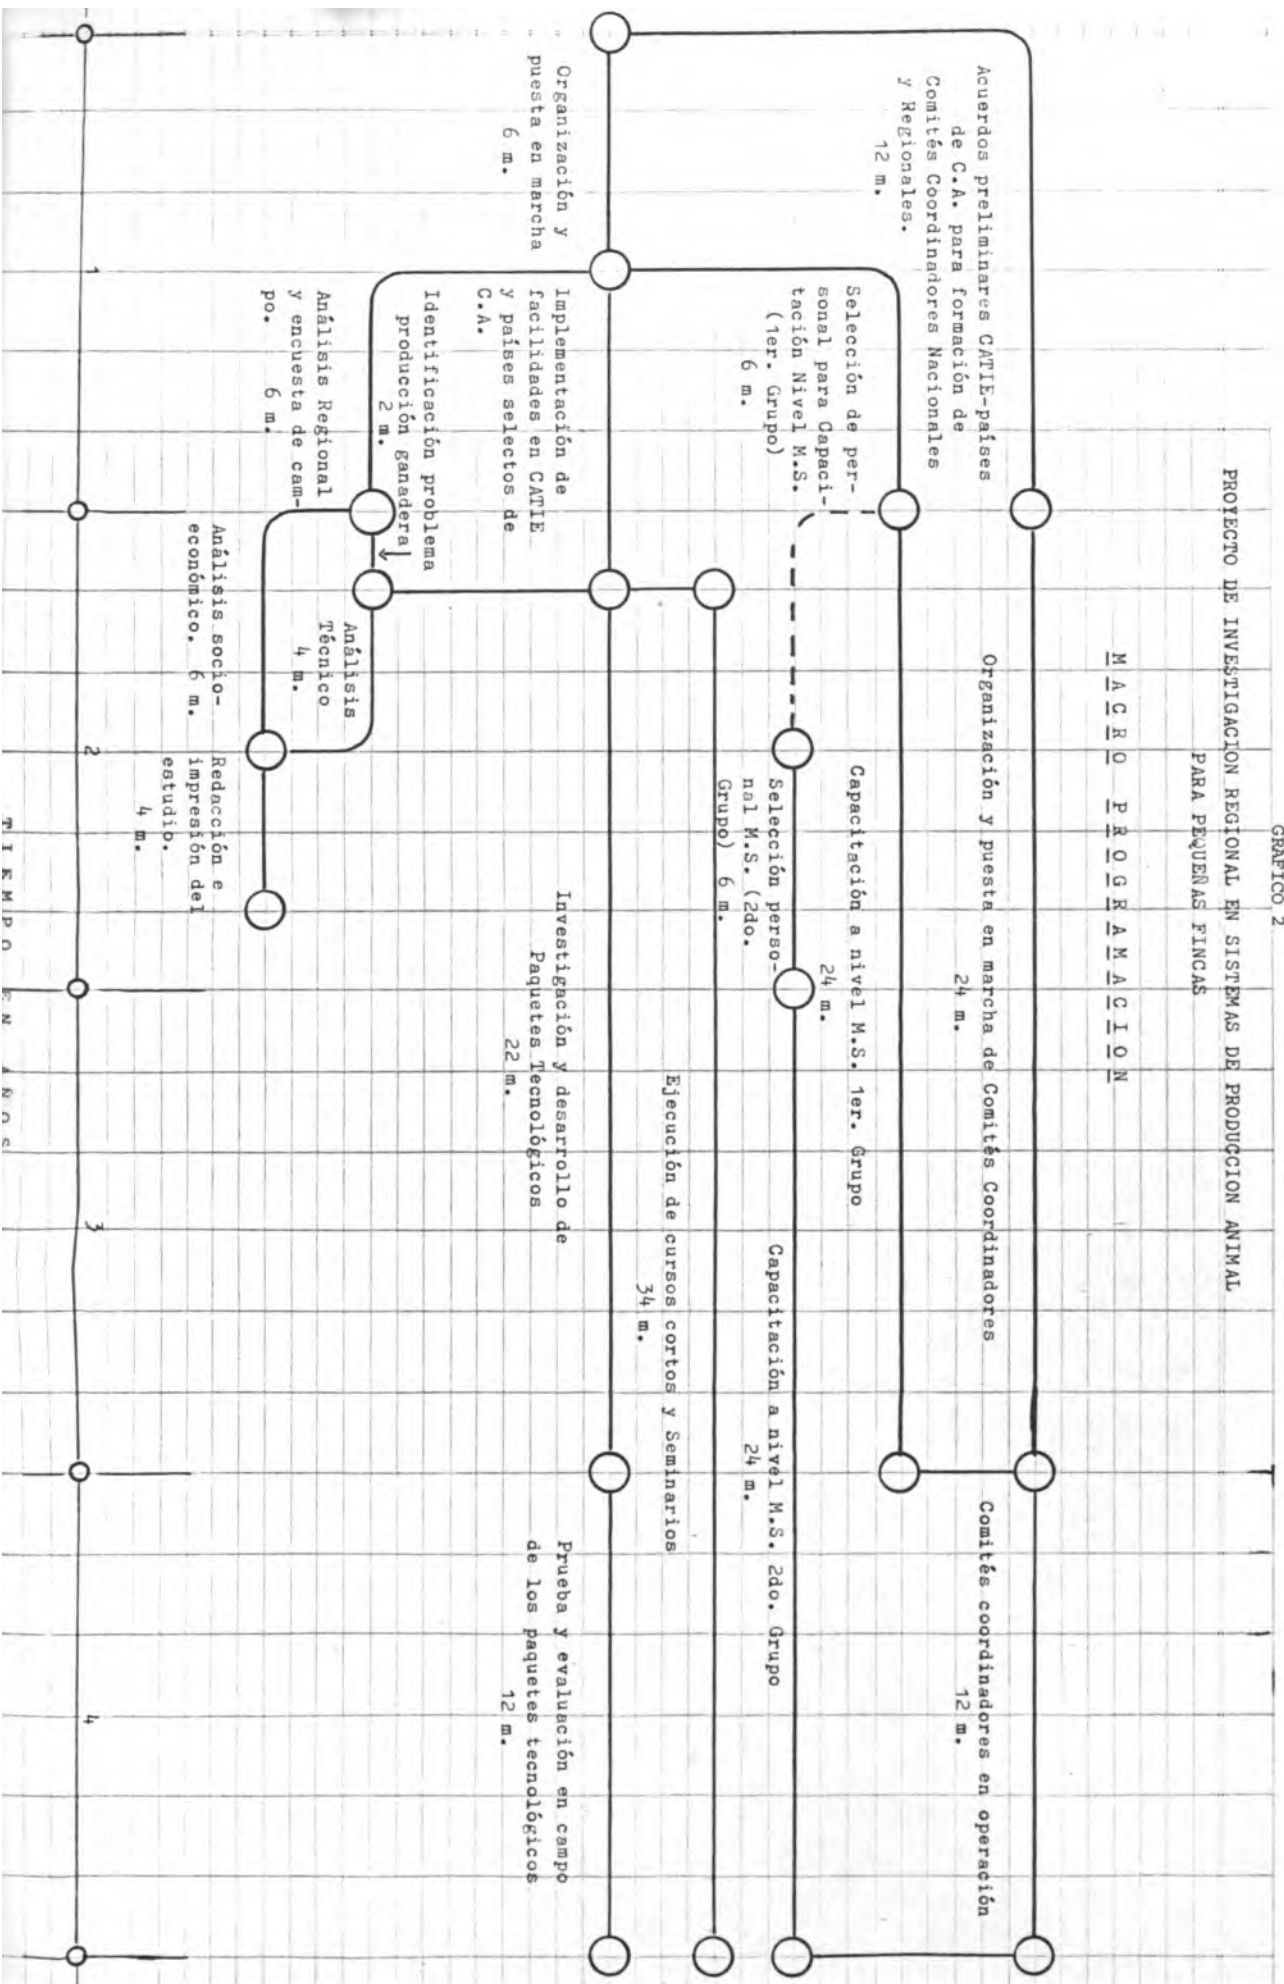 GRAFICO 2
PROYECTO DE INVESTIGACION REGIONAL EN SISTEMAS DE PRODUCCION ANIMAL
PARA PEQUEÑAS FINCAS
M A C R O P R O G R A M A C I O N
Acuerdos preliminares CATIE-países
de C.A. para formación de
Comités Coordinadores Nacionales
y Regionales.
12 m.
Organización y puesta en marcha de Comités Coordinadores
24 m.
Comités coordinadores en operación
12 m.
Selección de per-
sonal para Capaci-
tación Nivel M.S.
(1er. Grupo)
6 m.
Capacitación a nivel M.S. 1er. Grupo
24 m.
Selección perso-
nal M.S. (2do.
Grupo) 6 m.
Capacitación a nivel M.S. 2do. Grupo
24 m.
Ejecución de cursos cortos y Seminarios
34 m.
Organización y
puesta en marcha
6 m.
Implementación de
facilidades en CATIE
y países selectos de
C.A.
Investigación y desarrollo de
Paquetes Tecnológicos
22 m.
Prueba y evaluación en campo
de los paquetes tecnológicos
12 m.
Identificación problema
producción ganadera
2 m.
Análisis Regional
y encuesta de cam-
po. 6 m.
Análisis
Técnico
4 m.
Análisis socio-
económico. 6 m.
Redacción e
impresión del
estudio.
4 m.
1
2
3
4
T I E M P O E N A Ñ O S